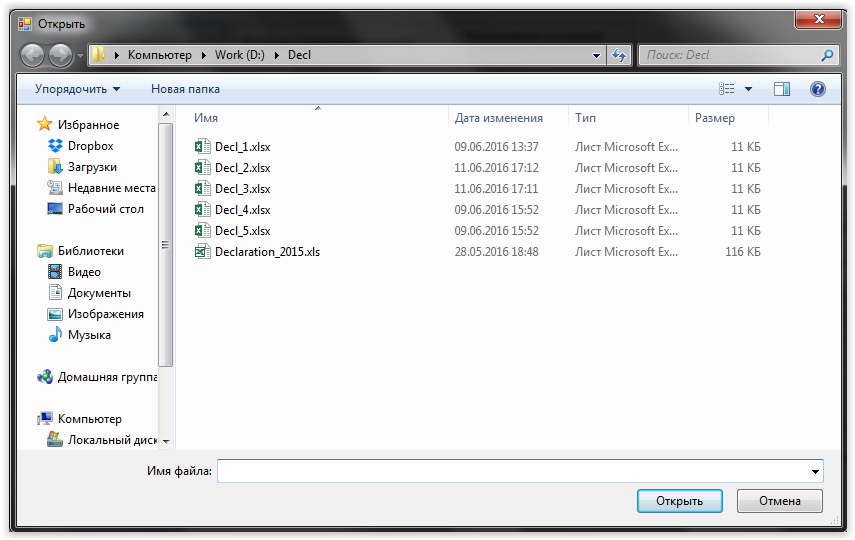 Открыть
Компьютер Work (D:) Decl
Поиск: Decl
Упорядочить Новая папка
Имя Дата изменения Тип Размер
Избранное
Dropbox
Загрузки
Недавние места
Рабочий стол
Библиотеки
Видео
Документы
Изображения
Музыка
Домашняя группа
Компьютер
Локальный диск
Decl_1.xlsx 09.06.2016 13:37 Лист Microsoft Ex... 11 КБ
Decl_2.xlsx 11.06.2016 17:12 Лист Microsoft Ex... 11 КБ
Decl_3.xlsx 11.06.2016 17:11 Лист Microsoft Ex... 11 КБ
Decl_4.xlsx 09.06.2016 15:52 Лист Microsoft Ex... 11 КБ
Decl_5.xlsx 09.06.2016 15:52 Лист Microsoft Ex... 11 КБ
Declaration_2015.xls 28.05.2016 18:48 Лист Microsoft Ex... 116 КБ
Имя файла:
Открыть Отмена